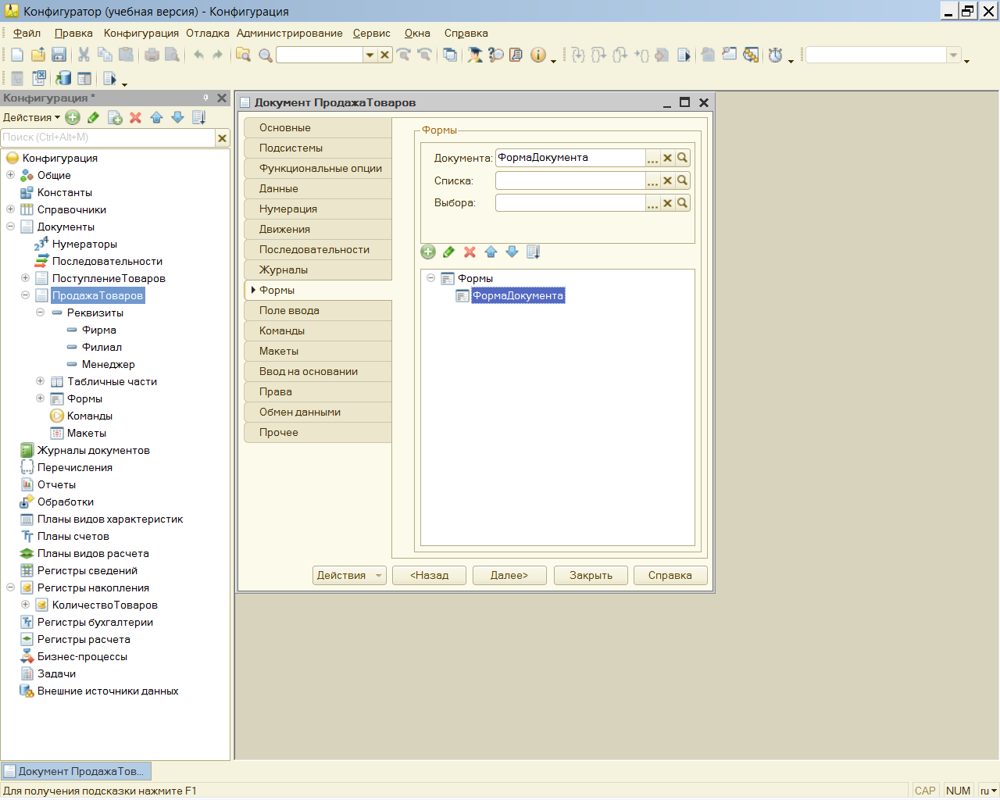 Конфигуратор (учебная версия) - Конфигурация
Файл Правка Конфигурация Отладка Администрирование Сервис Окна Справка
Конфигурация *
Действия
Поиск (Ctrl+Alt+M)
Конфигурация
Общие
Константы
Справочники
Документы
Нумераторы
Последовательности
ПоступлениеТоваров
ПродажаТоваров
Реквизиты
Фирма
Филиал
Менеджер
Табличные части
Формы
Команды
Макеты
Журналы документов
Перечисления
Отчеты
Обработки
Планы видов характеристик
Планы счетов
Планы видов расчета
Регистры сведений
Регистры накопления
КоличествоТоваров
Регистры бухгалтерии
Регистры расчета
Бизнес-процессы
Задачи
Внешние источники данных
Документ ПродажаТоваров
Основные
Подсистемы
Функциональные опции
Данные
Нумерация
Движения
Последовательности
Журналы
Формы
Поле ввода
Команды
Макеты
Ввод на основании
Права
Обмен данными
Прочее
Формы
Документа: ФормаДокумента
Списка:
Выбора:
Формы
ФормаДокумента
Действия <Назад Далее> Закрыть Справка
Документ ПродажаТов...
Для получения подсказки нажмите F1
CAP NUM ru